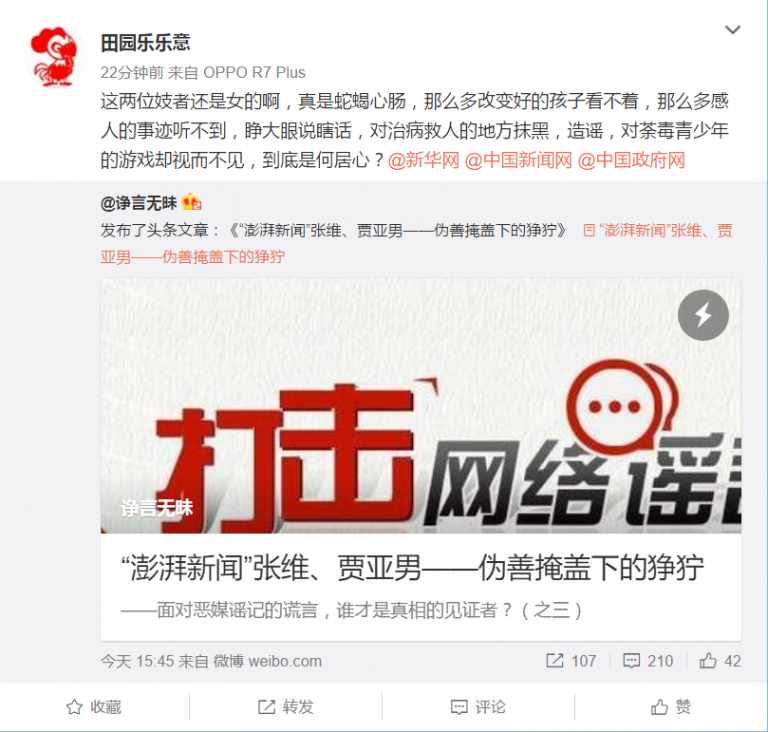 田园乐乐意
22分钟前 来自 OPPO R7 Plus
这两位妓者还是女的啊，真是蛇蝎心肠，那么多改变好的孩子看不着，那么多感
人的事迹听不到，睁大眼说瞎话，对治病救人的地方抹黑，造谣，对荼毒青少年
的游戏却视而不见，到底是何居心？@新华网 @中国新闻网 @中国政府网
@诤言无昧
发布了头条文章：《“澎湃新闻”张维、贾亚男——伪善掩盖下的狰狞》 “澎湃新闻”张维、贾
亚男——伪善掩盖下的狰狞
打击网络谣
诤言无昧
“澎湃新闻”张维、贾亚男——伪善掩盖下的狰狞
——面对恶媒谣记的谎言，谁才是真相的见证者？（之三）
今天 15:45 来自 微博 weibo.com 107 210 42
收藏 转发 评论 赞